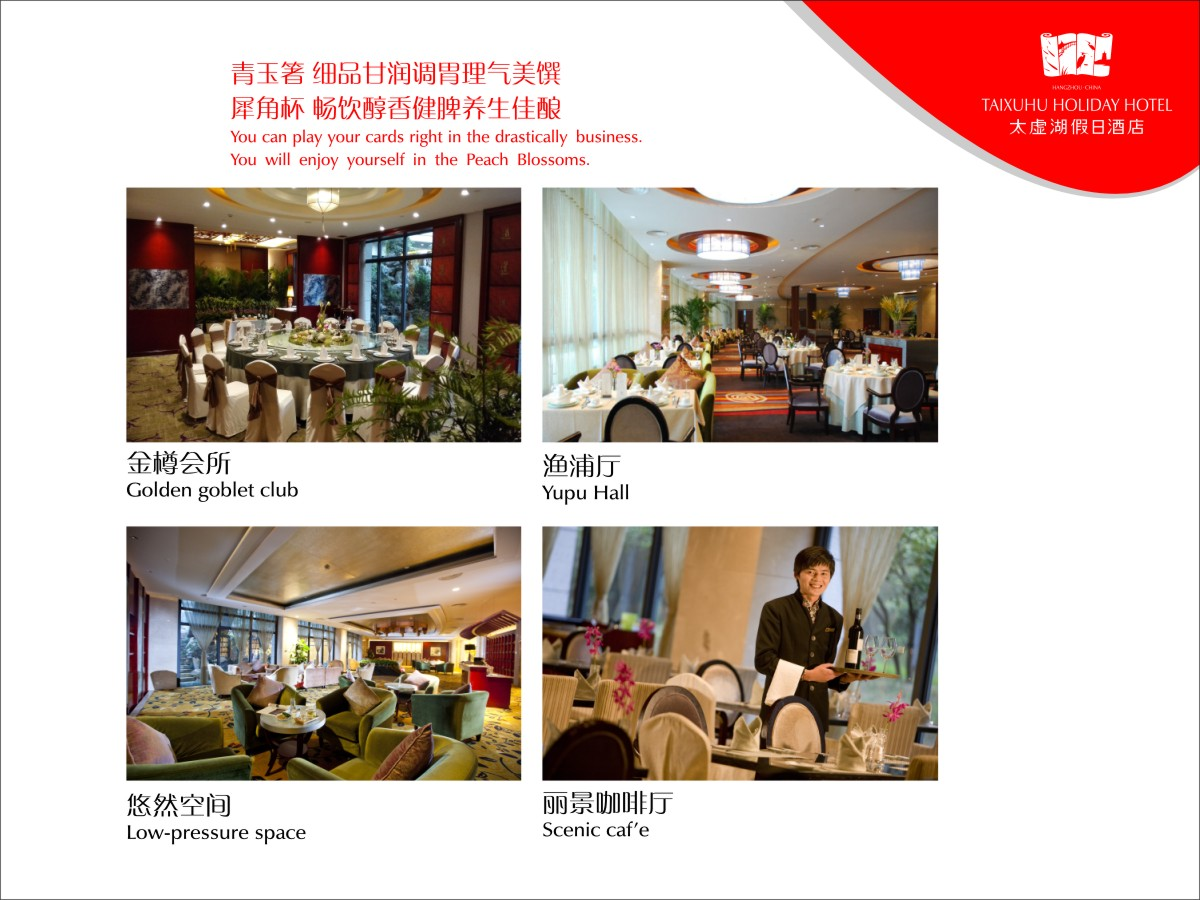 青玉箸 细品甘润调胃理气美馔
犀角杯 畅饮醇香健脾养生佳酿
You can play your cards right in the drastically business.
You will enjoy yourself in the Peach Blossoms.
HANGZHOU·CHINA
TAIXUHU HOLIDAY HOTEL
太虚湖假日酒店
金樽会所
Golden goblet club
渔浦厅
Yupu Hall
悠然空间
Low-pressure space
丽景咖啡厅
Scenic caf’e